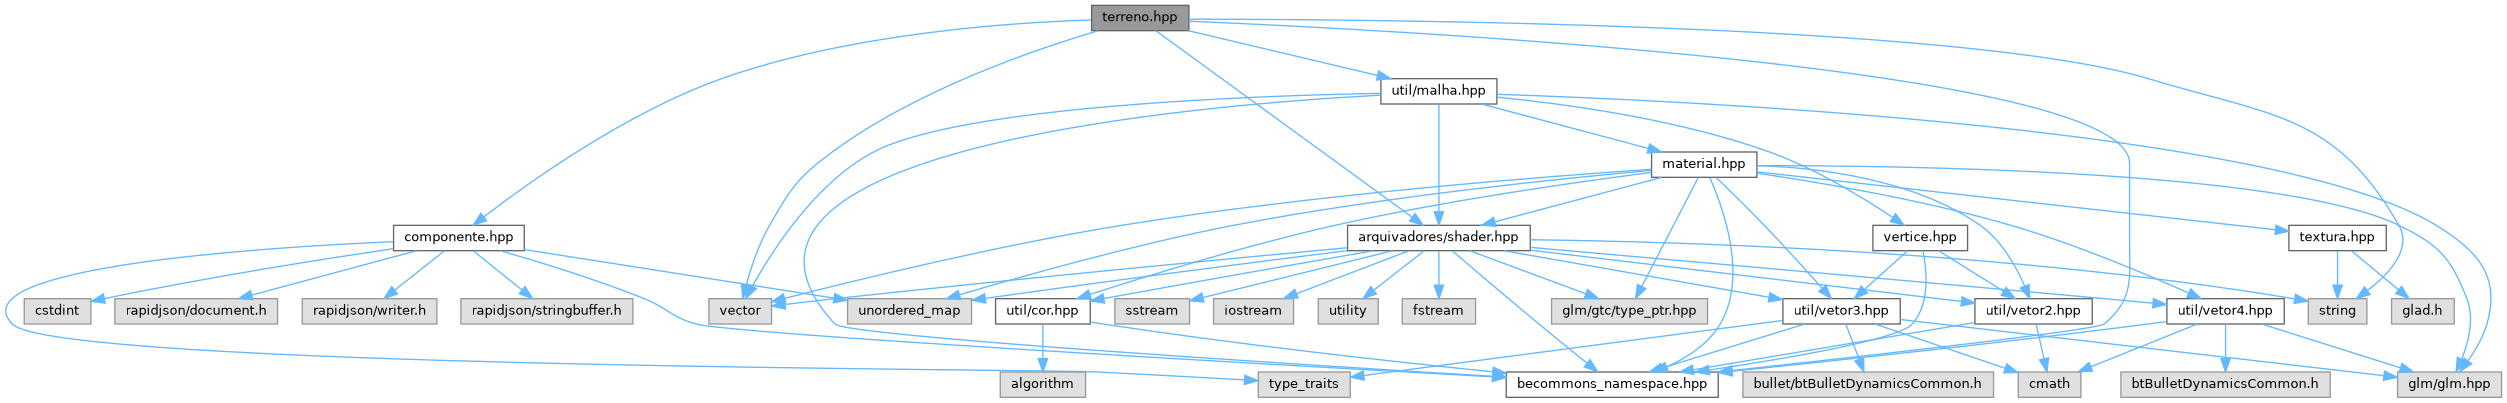 terreno.hpp
util/malha.hpp
material.hpp
componente.hpp
arquivadores/shader.hpp
vertice.hpp
textura.hpp
cstdint
rapidjson/document.h
rapidjson/writer.h
rapidjson/stringbuffer.h
vector
unordered_map
util/cor.hpp
sstream
iostream
utility
fstream
glm/gtc/type_ptr.hpp
util/vetor3.hpp
util/vetor2.hpp
util/vetor4.hpp
string
glad.h
algorithm
type_traits
becommons_namespace.hpp
bullet/btBulletDynamicsCommon.h
cmath
btBulletDynamicsCommon.h
glm/glm.hpp